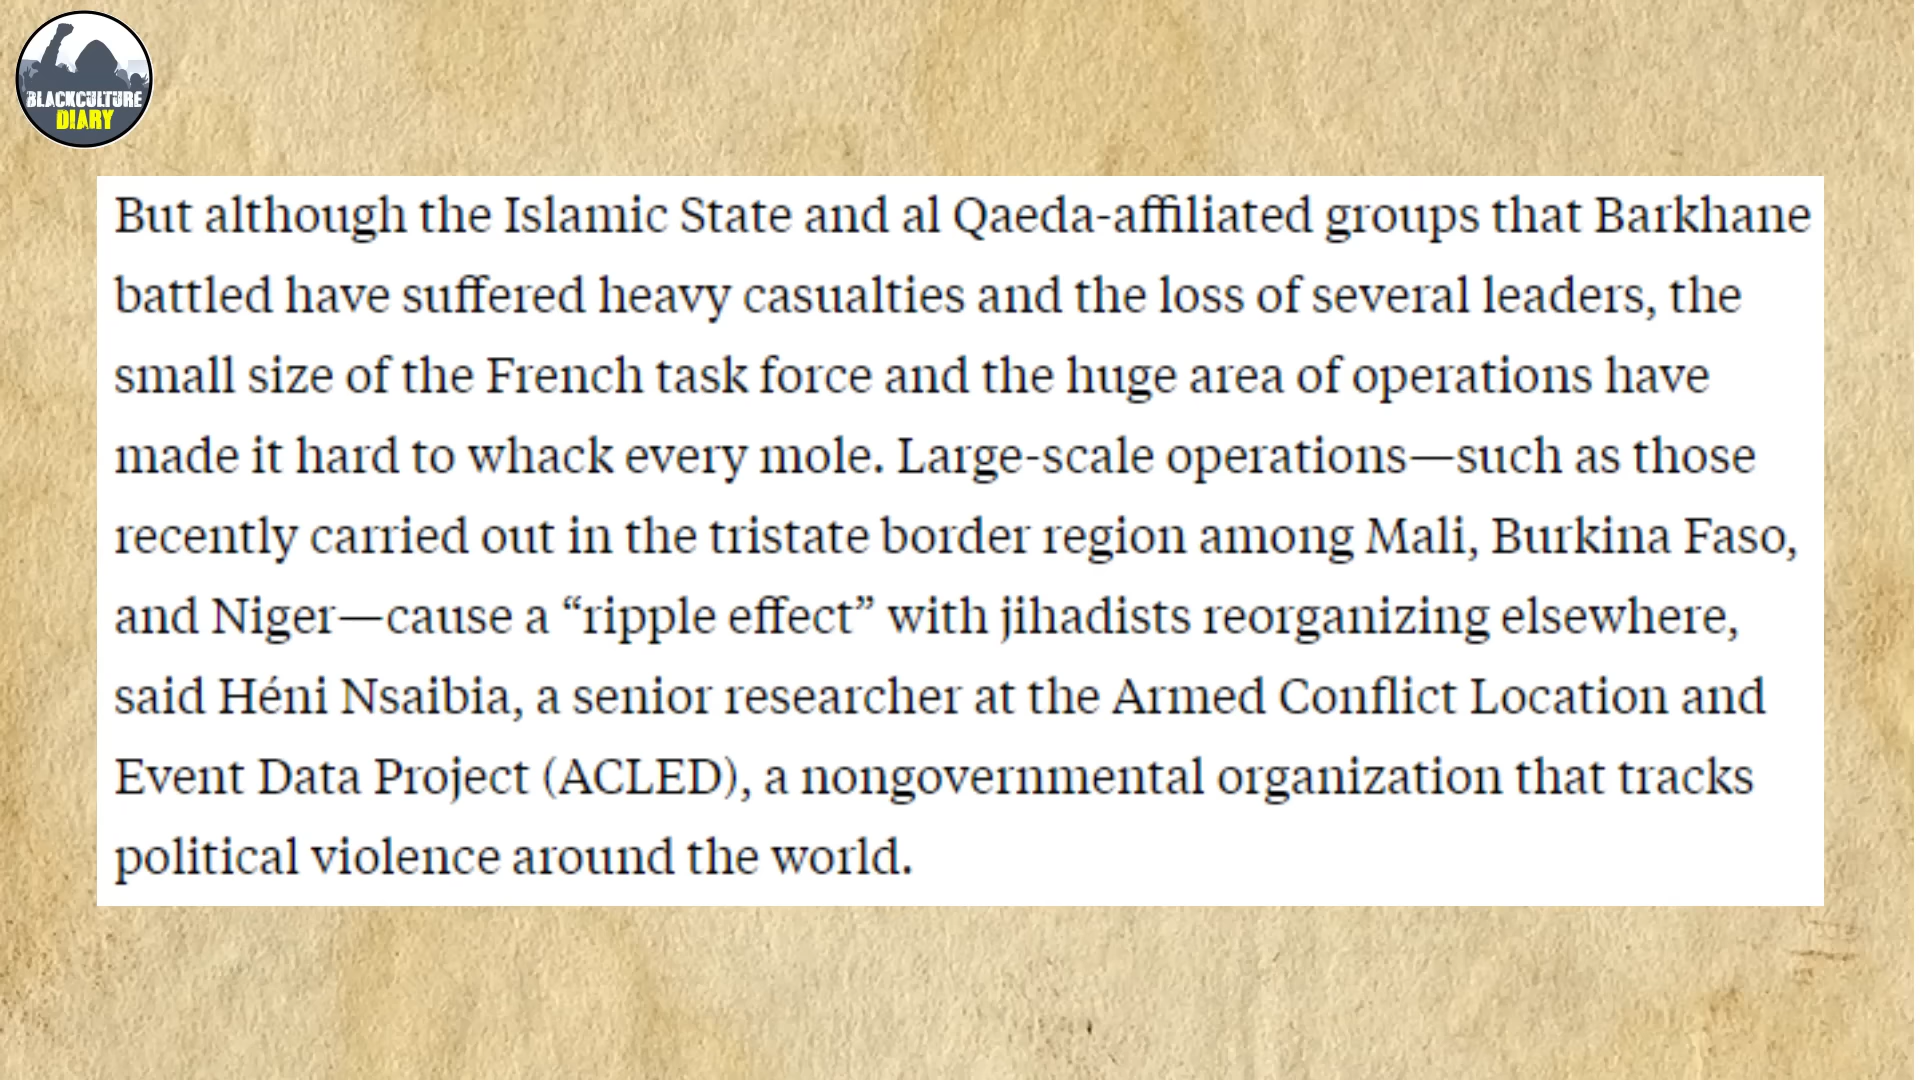 BLACKCULTURE
DIARY
But although the Islamic State and al Qaeda-affiliated groups that Barkhane
battled have suffered heavy casualties and the loss of several leaders, the
small size of the French task force and the huge area of operations have
made it hard to whack every mole. Large-scale operations—such as those
recently carried out in the tristate border region among Mali, Burkina Faso,
and Niger—cause a “ripple effect” with jihadists reorganizing elsewhere,
said Héni Nsaibia, a senior researcher at the Armed Conflict Location and
Event Data Project (ACLED), a nongovernmental organization that tracks
political violence around the world.